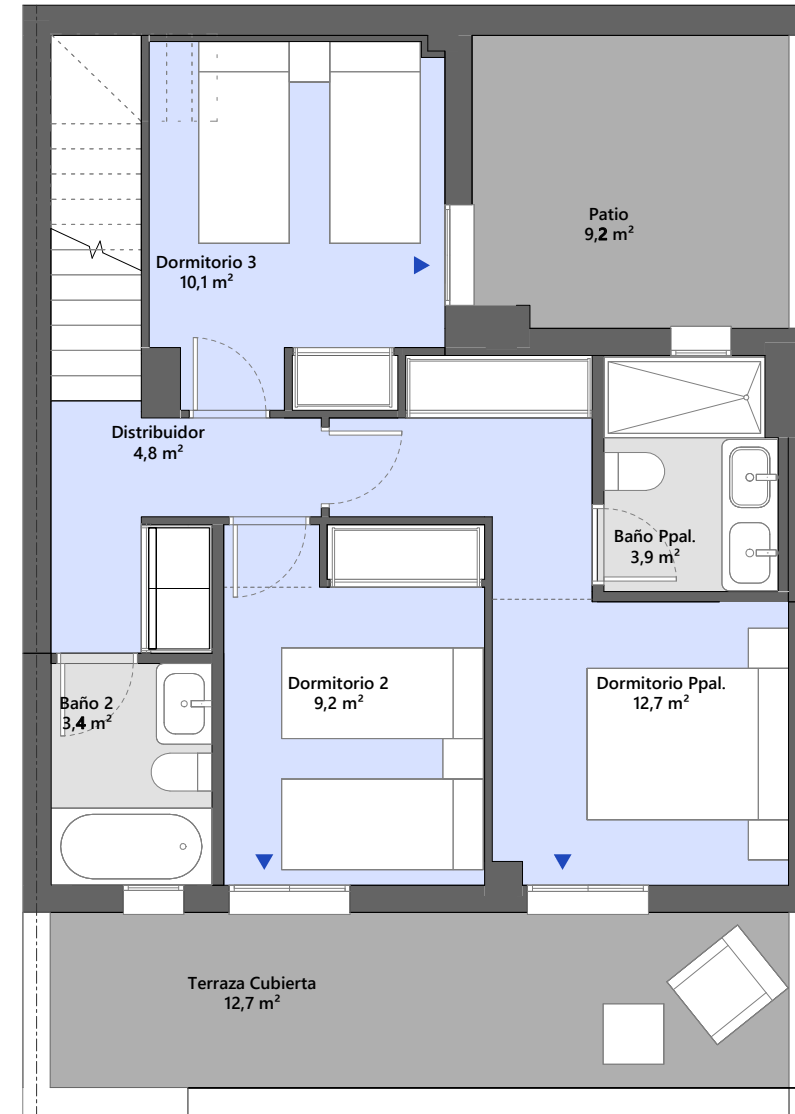 Patio
9,2 m²
Dormitorio 3
10,1 m²
Distribuidor
4,8 m²
Baño Ppal.
3,9 m²
Baño 2
3,4 m²
Dormitorio 2
9,2 m²
Dormitorio Ppal.
12,7 m²
Terraza Cubierta
12,7 m²